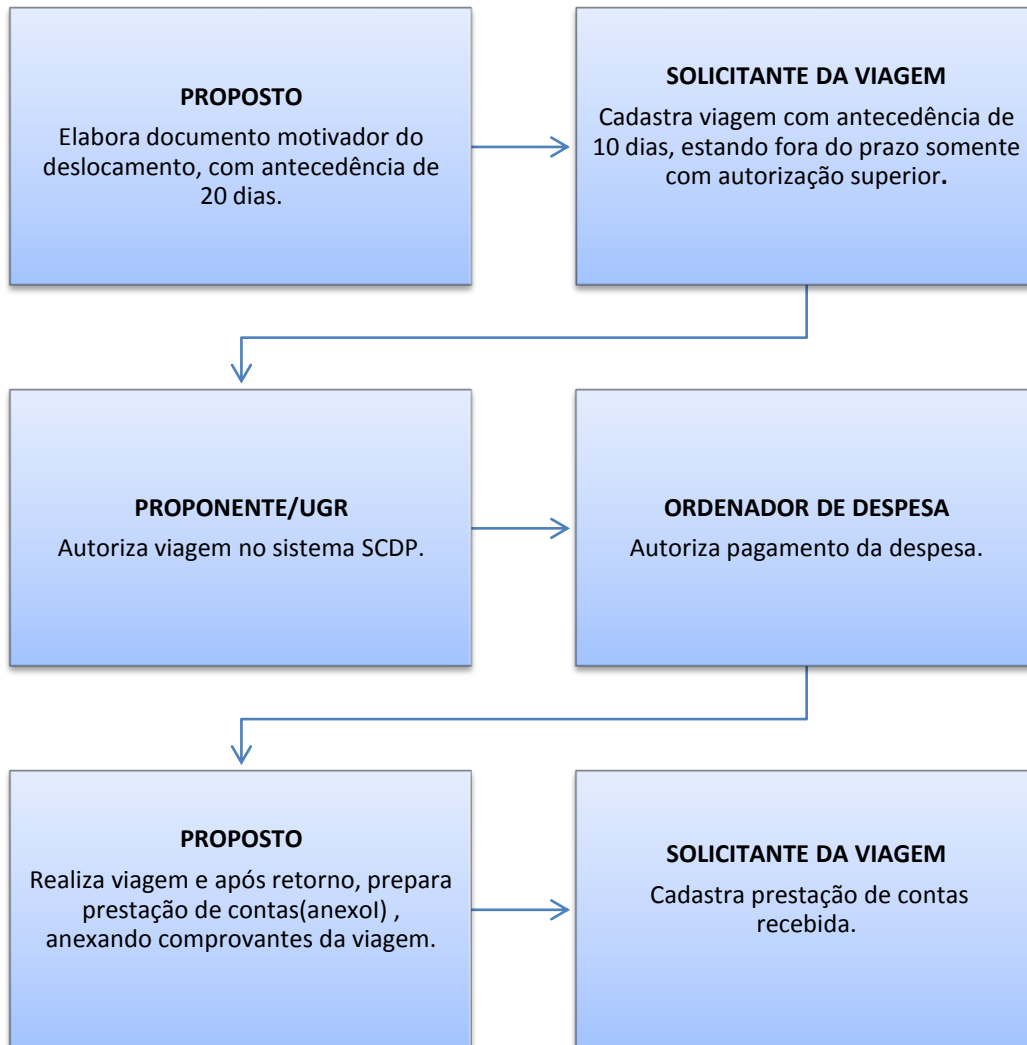 PROPOSTO
Elabora documento motivador do
deslocamento, com antecedência de
20 dias.
SOLICITANTE DA VIAGEM
Cadastra viagem com antecedência de
10 dias, estando fora do prazo somente
com autorização superior.
PROPONENTE/UGR
Autoriza viagem no sistema SCDP.
ORDENADOR DE DESPESA
Autoriza pagamento da despesa.
PROPOSTO
Realiza viagem e após retorno, prepara
prestação de contas(anexoI) ,
anexando comprovantes da viagem.
SOLICITANTE DA VIAGEM
Cadastra prestação de contas
recebida.